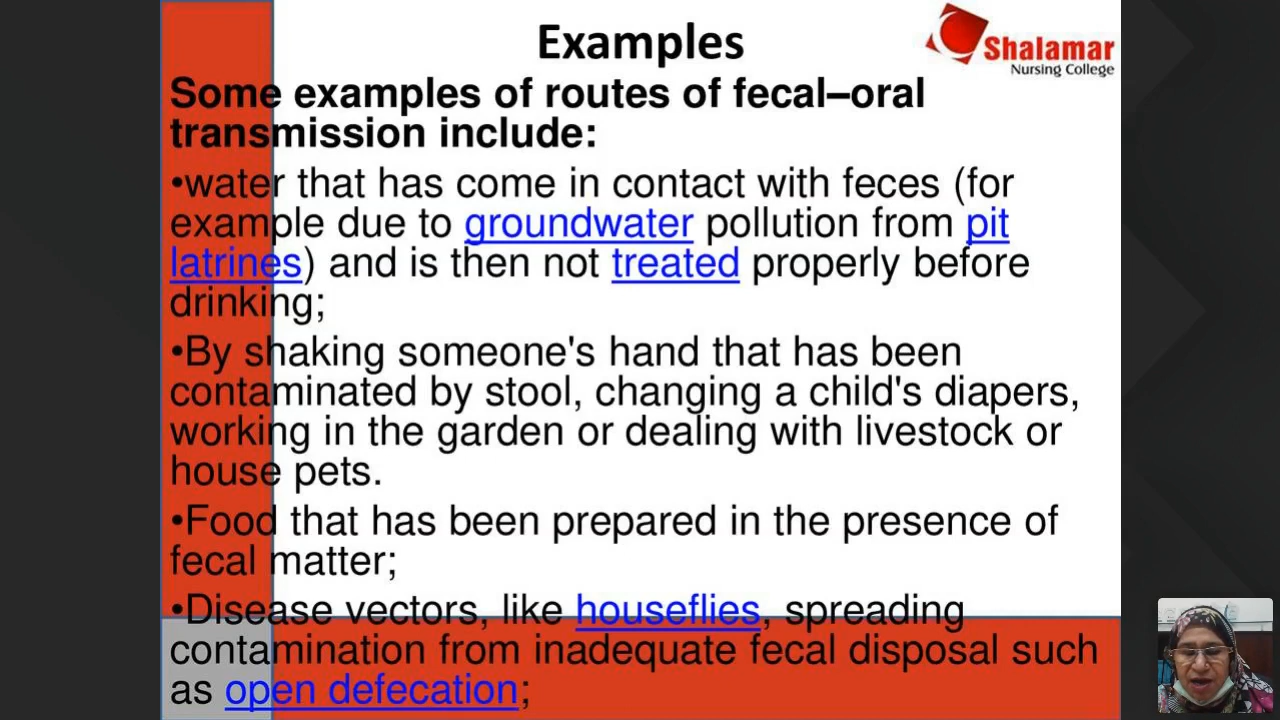 Examples
Shalamar
Nursing College
Some examples of routes of fecal–oral
transmission include:
•water that has come in contact with feces (for
example due to groundwater pollution from pit
latrines) and is then not treated properly before
drinking;
•By shaking someone's hand that has been
contaminated by stool, changing a child's diapers,
working in the garden or dealing with livestock or
house pets.
•Food that has been prepared in the presence of
fecal matter;
•Disease vectors, like houseflies, spreading
contamination from inadequate fecal disposal such
as open defecation;